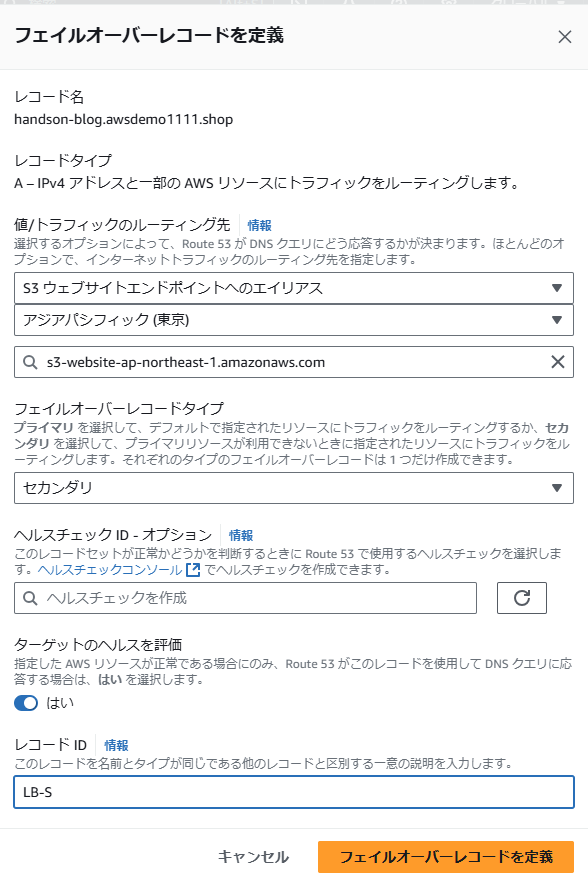 フェイルオーバーレコードを定義
レコード名
handson-blog.awsdemo1111.shop
レコードタイプ
A – IPv4 アドレスと一部の AWS リソースにトラフィックをルーティングします。
値/トラフィックのルーティング先 情報
選択するオプションによって、Route 53 が DNS クエリにどう応答するかが決まります。ほとんどのオ
プションで、インターネットトラフィックのルーティング先を指定します。
S3 ウェブサイトエンドポイントへのエイリアス
アジアパシフィック (東京)
s3-website-ap-northeast-1.amazonaws.com
フェイルオーバーレコードタイプ
プライマリ を選択して、デフォルトで指定されたリソースにトラフィックをルーティングするか、セカ
ンダリ を選択して、プライマリリソースが利用できないときに指定されたリソースにトラフィックをル
ーティングします。それぞれのタイプのフェイルオーバーレコードは 1 つだけ作成できます。
セカンダリ
ヘルスチェック ID - オプション 情報
このレコードセットが正常かどうかを判断するときに Route 53 で使用するヘルスチェックを選択しま
す。ヘルスチェックコンソール でヘルスチェックを作成できます。
ヘルスチェックを作成
ターゲットのヘルスを評価
指定した AWS リソースが正常である場合にのみ、Route 53 がこのレコードを使用して DNS クエリに応
答する場合は、はい を選択します。
はい
レコード ID 情報
このレコードを名前とタイプが同じである他のレコードと区別する一意の説明を入力します。
LB-S
キャンセル フェイルオーバーレコードを定義